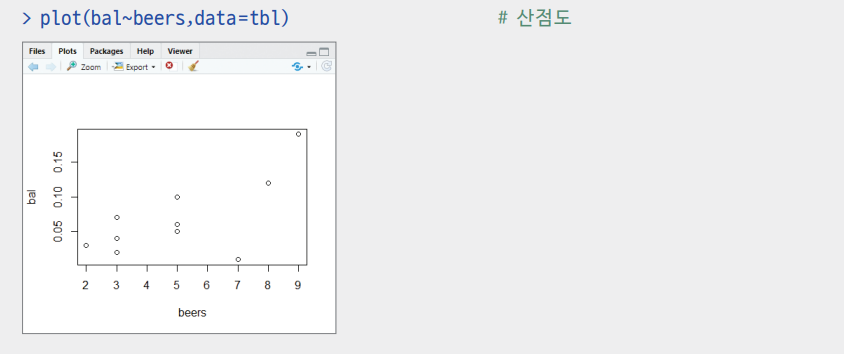 > plot(bal~beers,data=tbl) # 산점도
Files Plots Packages Help Viewer
Zoom Export
0.15
0.10
0.05
bal
2 3 4 5 6 7 8 9
beers